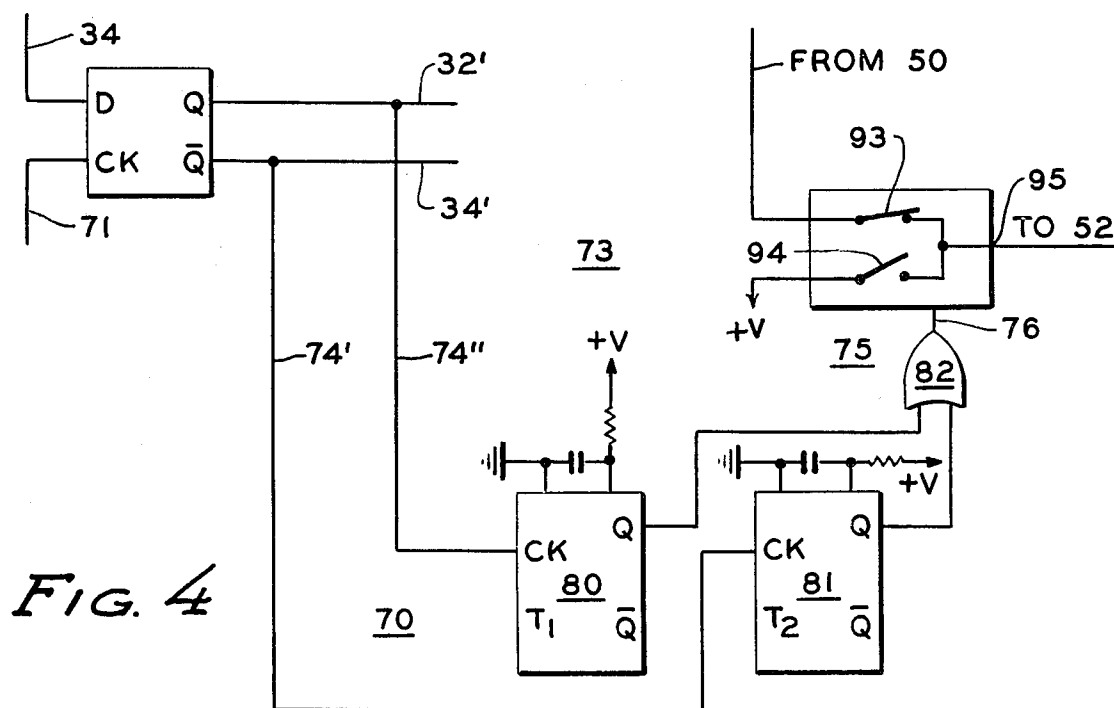 34
32'
D Q
CK Q̅
34'
71
FROM 50
93
95
TO 52
94
+V
76
73
75
82
74'
74"
+V
+V
Q
Q
CK
CK
80
81
T1 Q̅
T2 Q̅
70
FIG. 4